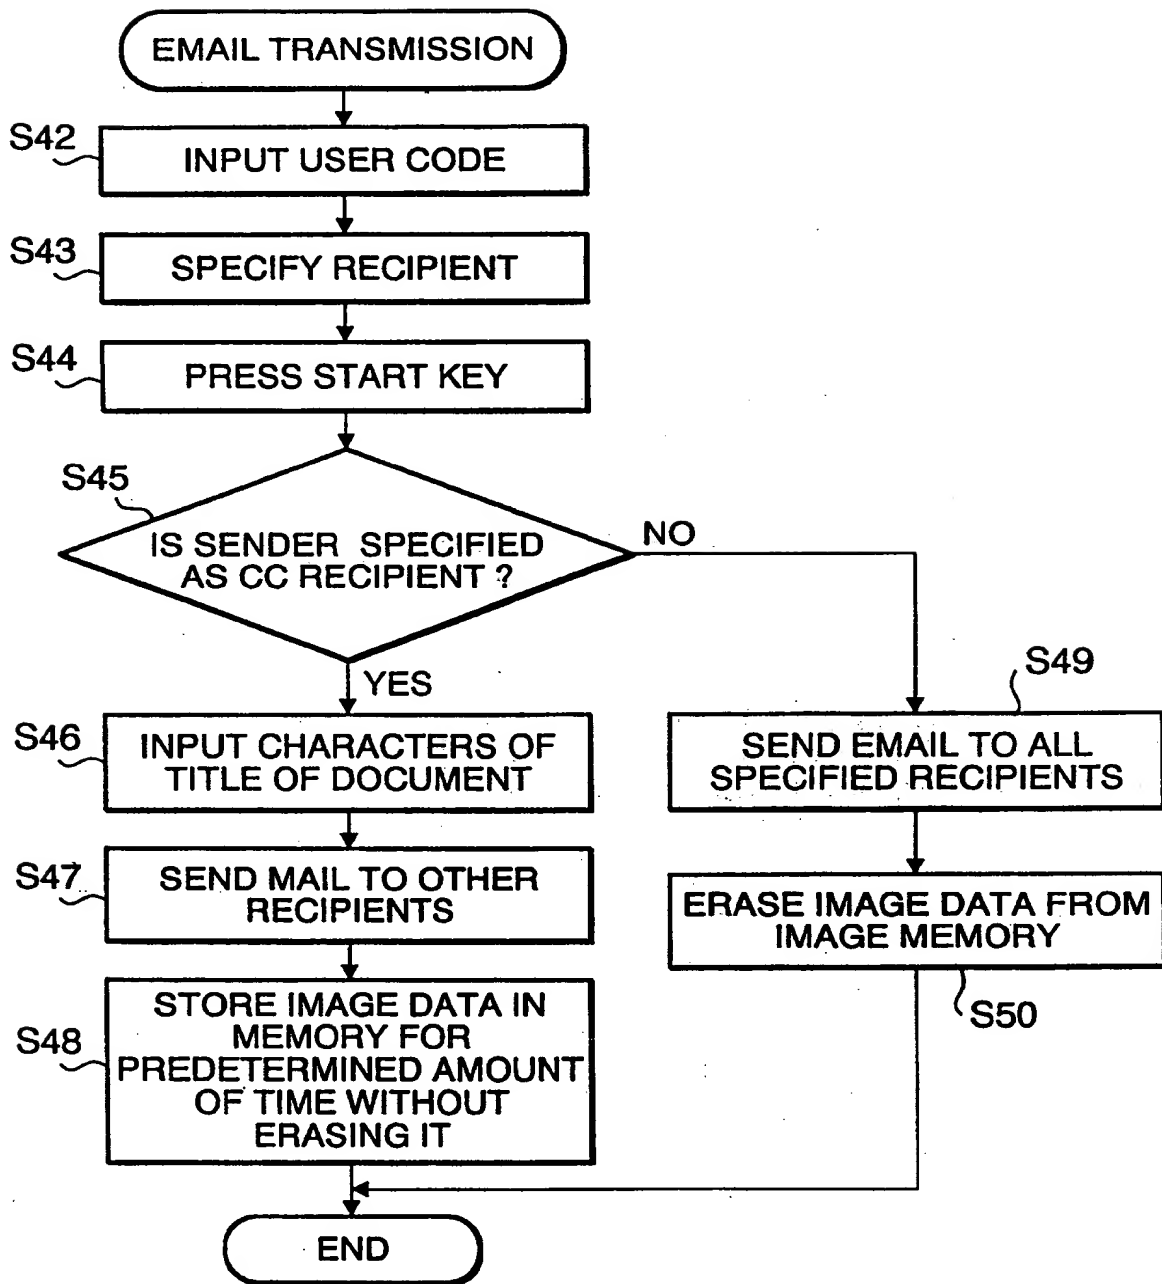 EMAIL TRANSMISSION
S42
INPUT USER CODE
S43
SPECIFY RECIPIENT
S44
PRESS START KEY
S45
IS SENDER SPECIFIED
AS CC RECIPIENT ?
NO
YES
S46
INPUT CHARACTERS OF
TITLE OF DOCUMENT
S47
SEND MAIL TO OTHER
RECIPIENTS
S48
STORE IMAGE DATA IN
MEMORY FOR
PREDETERMINED AMOUNT
OF TIME WITHOUT
ERASING IT
S49
SEND EMAIL TO ALL
SPECIFIED RECIPIENTS
ERASE IMAGE DATA FROM
IMAGE MEMORY
S50
END